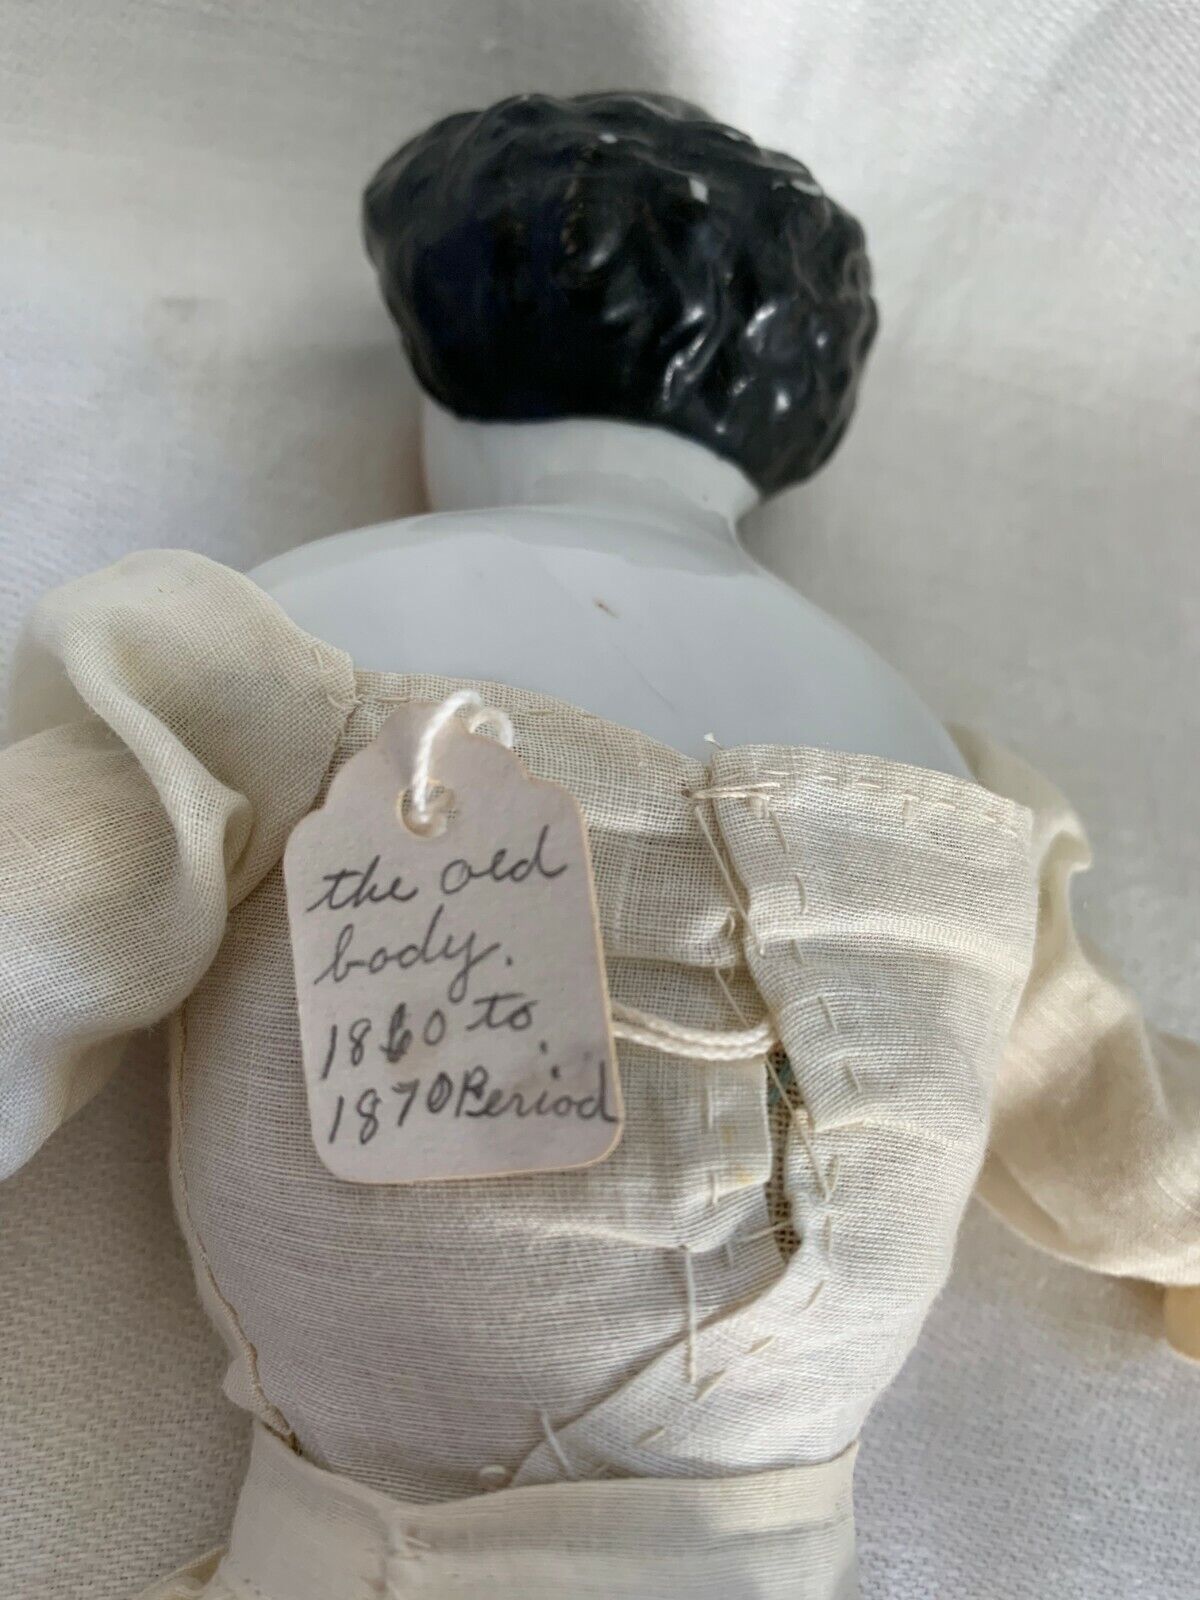 the old
body.
1860 to
1870 Period